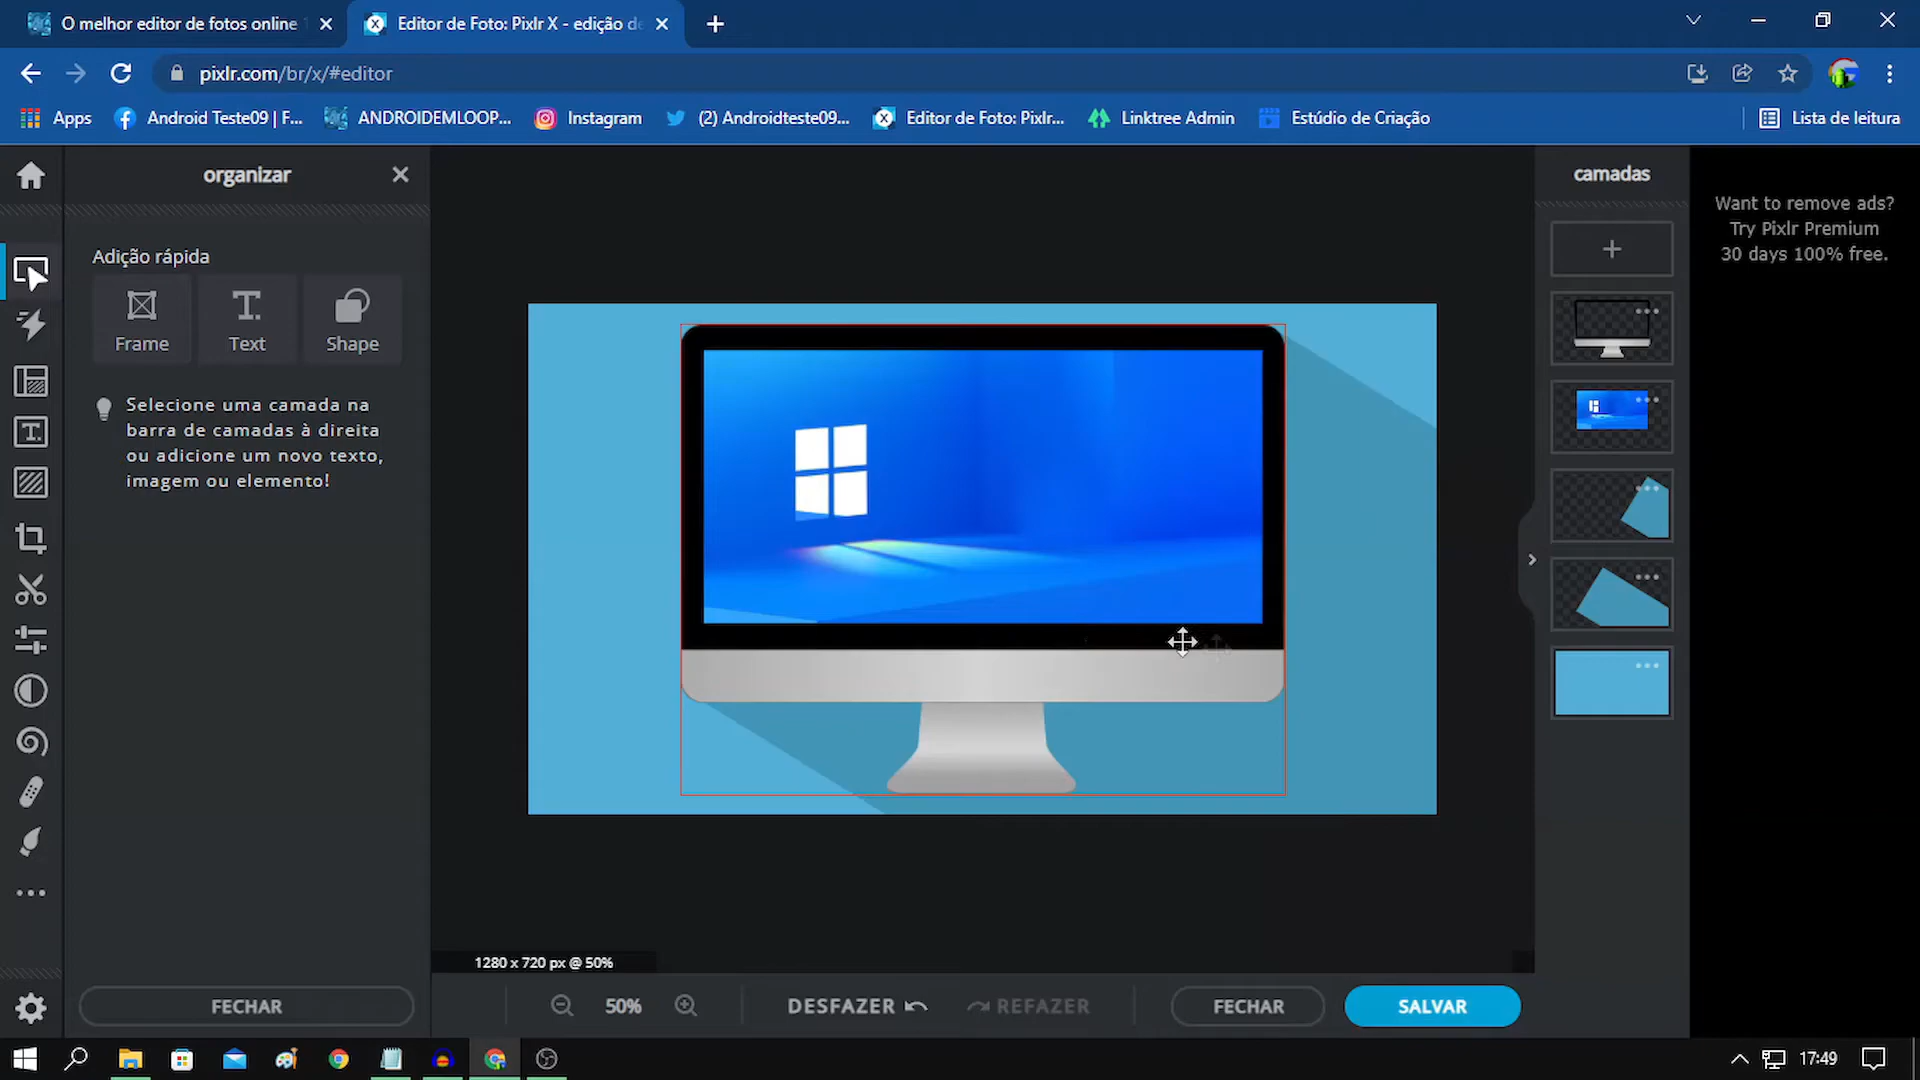 O melhor editor de fotos online
Editor de Foto: Pixlr X - edição de
pixlr.com/br/x/#editor
Apps
Android Teste09 | F...
ANDROIDEMLOOP...
Instagram
(2) Androidteste09...
Editor de Foto: Pixlr...
Linktree Admin
Estúdio de Criação
Lista de leitura
organizar
Adição rápida
Frame
Text
Shape
Selecione uma camada na
barra de camadas à direita
ou adicione um novo texto,
imagem ou elemento!
FECHAR
1280 x 720 px @ 50%
50%
DESFAZER
REFAZER
FECHAR
SALVAR
camadas
Want to remove ads?
Try Pixlr Premium
30 days 100% free.
17:49